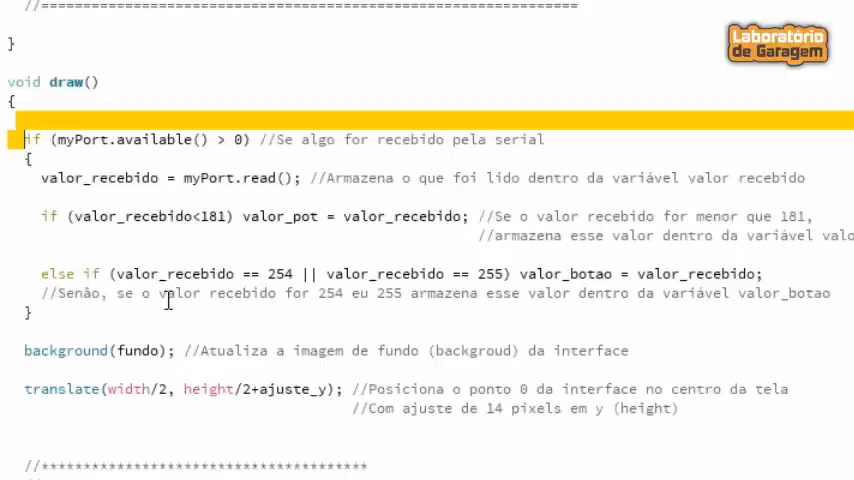 //================================================================
Laboratório
de Garagem
}
void draw()
{
if (myPort.available() > 0) //Se algo for recebido pela serial
{
valor_recebido = myPort.read(); //Armazena o que foi lido dentro da variável valor recebido
if (valor_recebido<181) valor_pot = valor_recebido; //Se o valor recebido for menor que 181,
//armazena esse valor dentro da variável valo
else if (valor_recebido == 254 || valor_recebido == 255) valor_botao = valor_recebido;
//Senão, se o valor recebido for 254 eu 255 armazena esse valor dentro da variável valor_botao
}
background(fundo); //Atualiza a imagem de fundo (backgroud) da interface
translate(width/2, height/2+ajuste_y); //Posiciona o ponto 0 da interface no centro da tela
//Com ajuste de 14 pixels em y (height)
//***************************************